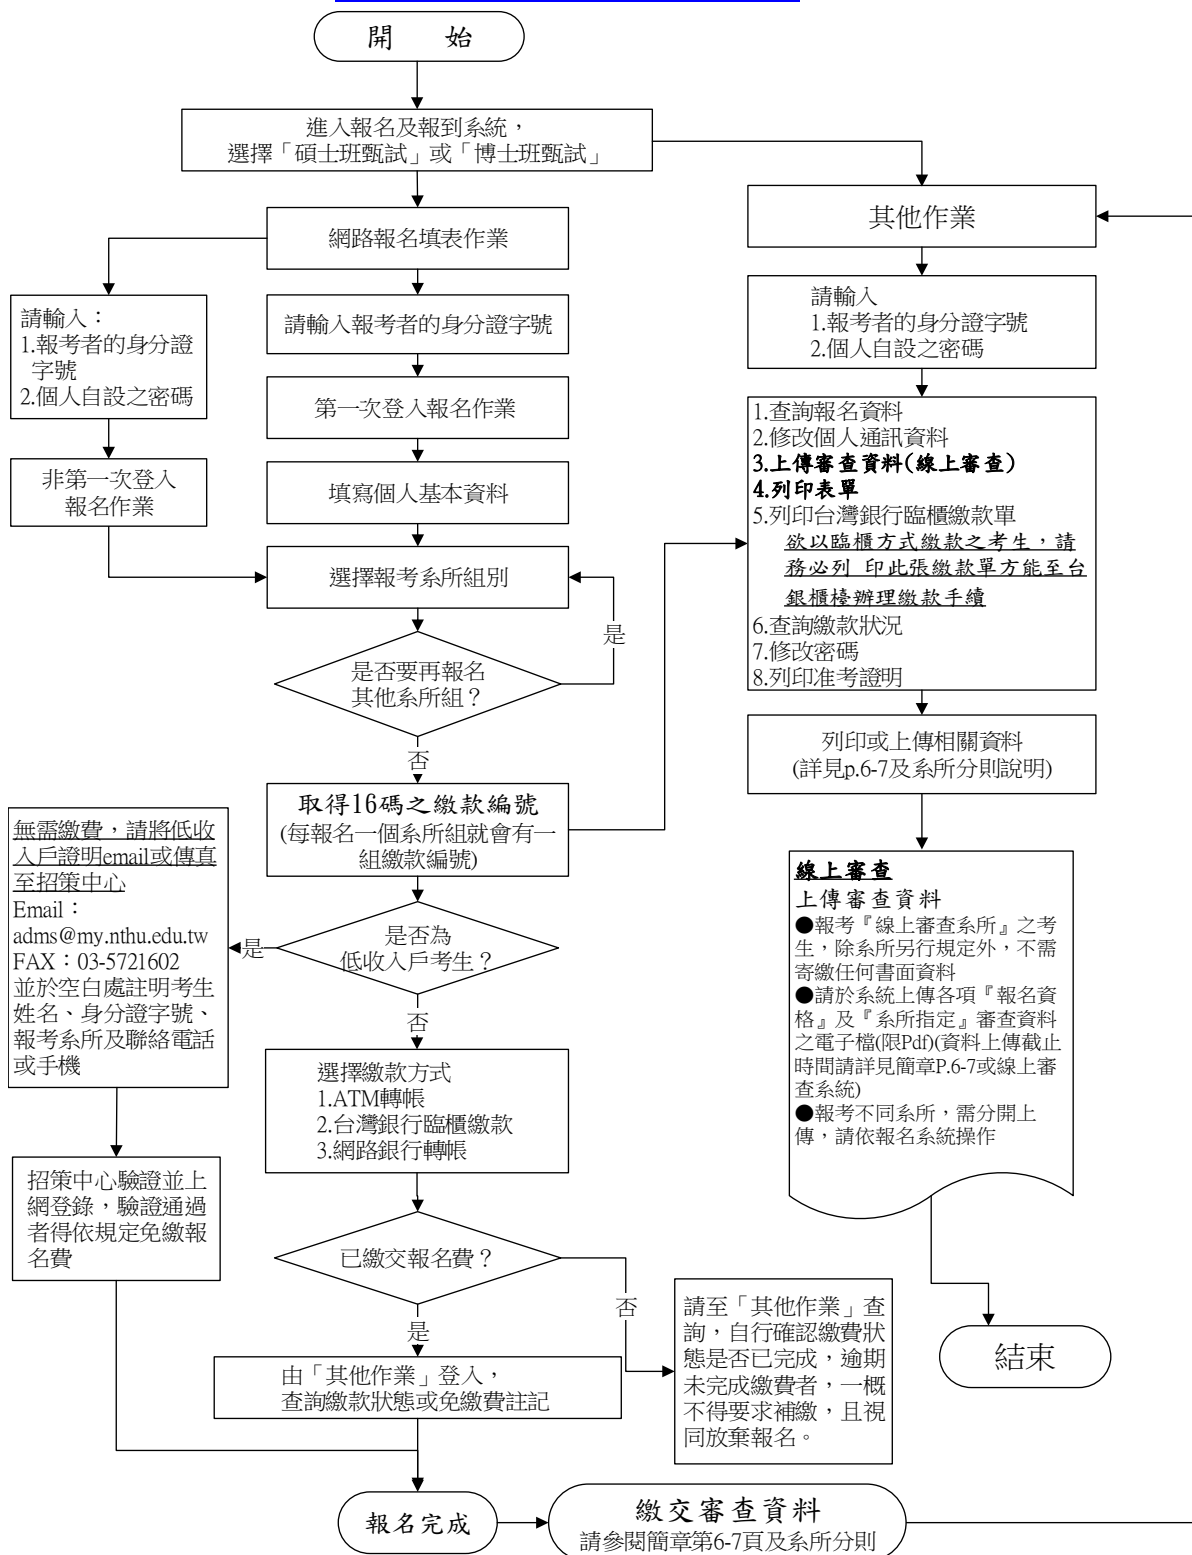 開 始
進入報名及報到系統，
選擇「碩士班甄試」或「博士班甄試」
網路報名填表作業
請輸入：
1.報考者的身分證
字號
2.個人自設之密碼
非第一次登入
報名作業
請輸入報考者的身分證字號
第一次登入報名作業
填寫個人基本資料
選擇報考系所組別
是
是否要再報名
其他系所組？
否
取得16碼之繳款編號
(每報名一個系所組就會有一
組繳款編號)
是否為
低收入戶考生？
是
無需繳費，請將低收
入戶證明email或傳真
至招策中心
Email：
adms@my.nthu.edu.tw
FAX：03-5721602
並於空白處註明考生
姓名、身分證字號、
報考系所及聯絡電話
或手機
招策中心驗證並上
網登錄，驗證通過
者得依規定免繳報
名費
否
選擇繳款方式
1.ATM轉帳
2.台灣銀行臨櫃繳款
3.網路銀行轉帳
已繳交報名費？
否
請至「其他作業」查
詢，自行確認繳費狀
態是否已完成，逾期
未完成繳費者，一概
不得要求補繳，且視
同放棄報名。
是
由「其他作業」登入，
查詢繳款狀態或免繳費註記
報名完成
繳交審查資料
請參閱簡章第6-7頁及系所分則
其他作業
請輸入
1.報考者的身分證字號
2.個人自設之密碼
1.查詢報名資料
2.修改個人通訊資料
3.上傳審查資料(線上審查)
4.列印表單
5.列印台灣銀行臨櫃繳款單
欲以臨櫃方式繳款之考生，請
務必列 印此張繳款單方能至台
銀櫃檯辦理繳款手續
6.查詢繳款狀況
7.修改密碼
8.列印准考證明
列印或上傳相關資料
(詳見p.6-7及系所分則說明)
線上審查
上傳審查資料
●報考『線上審查系所』之考
生，除系所另行規定外，不需
寄繳任何書面資料
●請於系統上傳各項『報名資
格』及『系所指定』審查資料
之電子檔(限Pdf)(資料上傳截止
時間請詳見簡章P.6-7或線上審
查系統)
●報考不同系所，需分開上
傳，請依報名系統操作
結束